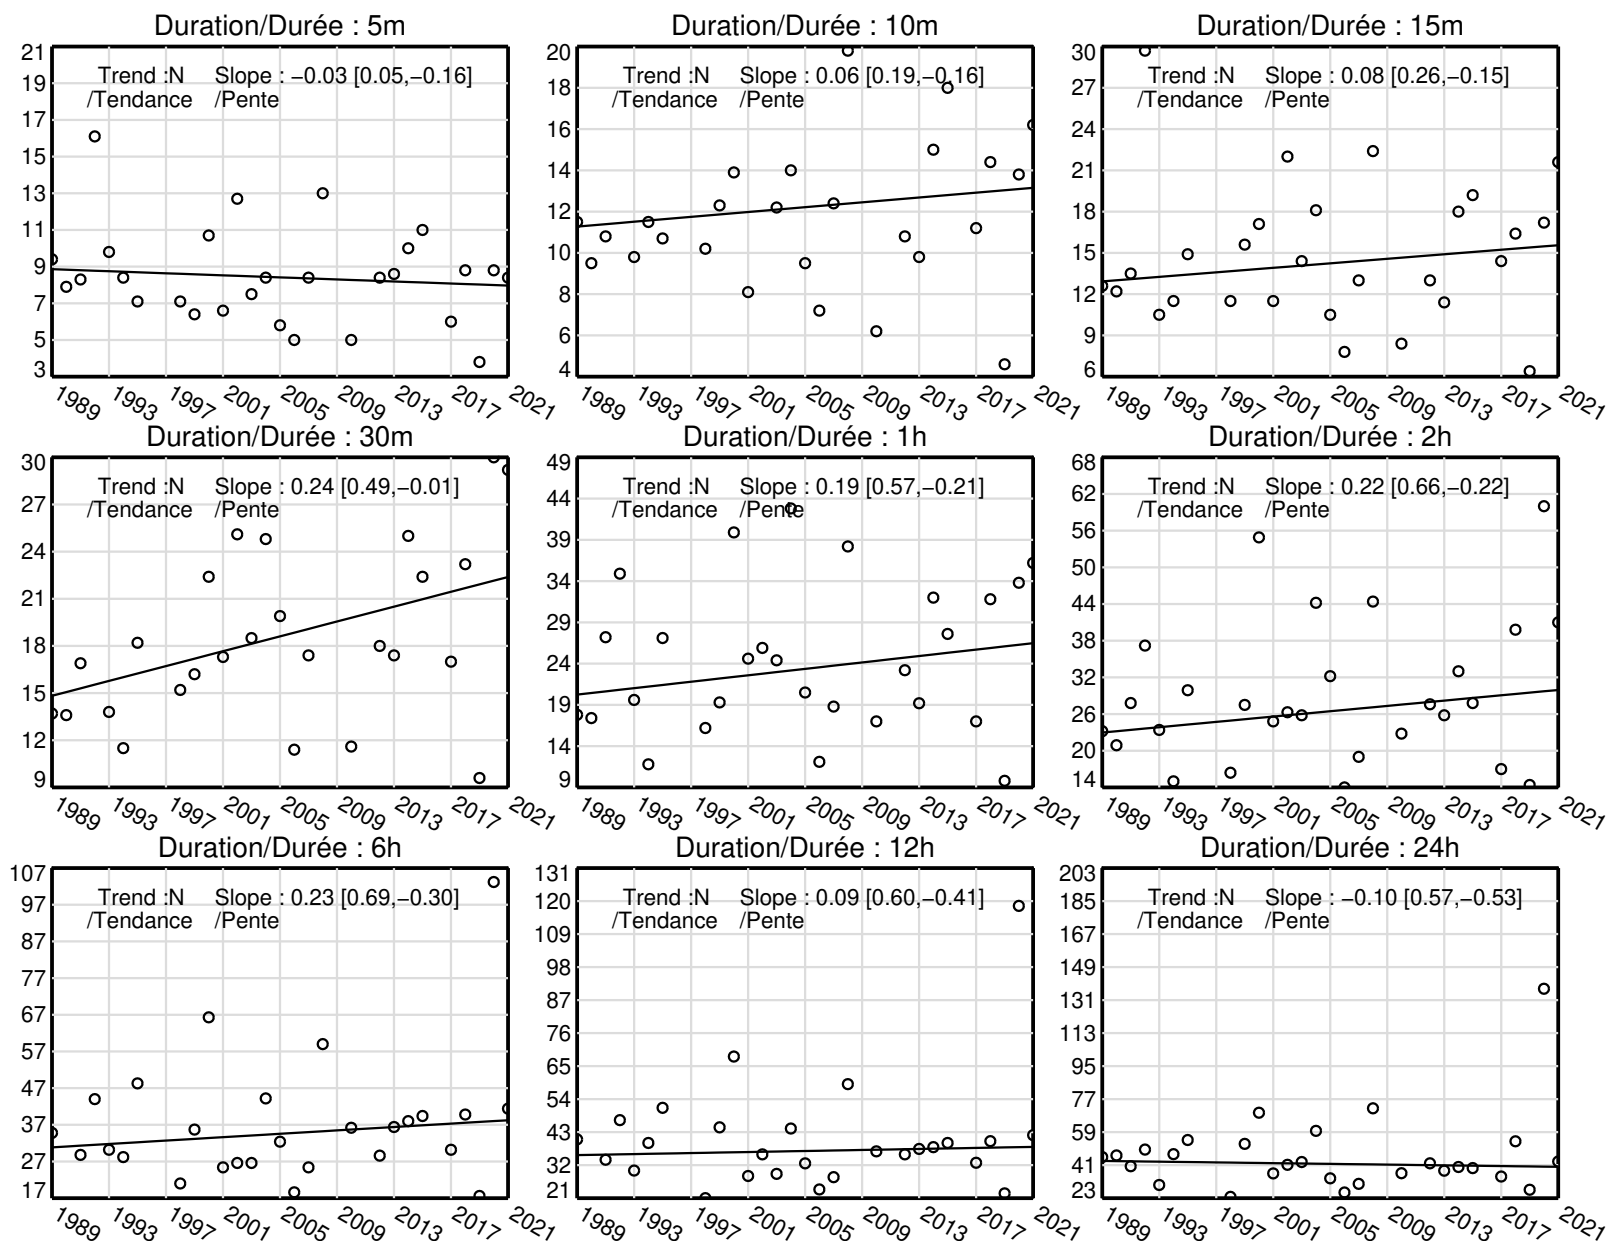 Duration/Durée : 5m
Trend :N Slope : −0.03 [0.05,−0.16]
/Tendance /Pente
21
19
17
15
13
11
9
7
5
3
1989 1993 1997 2001 2005 2009 2013 2017 2021
Duration/Durée : 10m
Trend :N Slope : 0.06 [0.19,−0.16]
/Tendance /Pente
20
18
16
14
12
10
8
6
4
1989 1993 1997 2001 2005 2009 2013 2017 2021
Duration/Durée : 15m
Trend :N Slope : 0.08 [0.26,−0.15]
/Tendance /Pente
30
27
24
21
18
15
12
9
6
1989 1993 1997 2001 2005 2009 2013 2017 2021
Duration/Durée : 30m
Trend :N Slope : 0.24 [0.49,−0.01]
/Tendance /Pente
30
27
24
21
18
15
12
9
1989 1993 1997 2001 2005 2009 2013 2017 2021
Duration/Durée : 1h
Trend :N Slope : 0.19 [0.57,−0.21]
/Tendance /Pente
49
44
39
34
29
24
19
14
9
1989 1993 1997 2001 2005 2009 2013 2017 2021
Duration/Durée : 2h
Trend :N Slope : 0.22 [0.66,−0.22]
/Tendance /Pente
68
62
56
50
44
38
32
26
20
14
1989 1993 1997 2001 2005 2009 2013 2017 2021
Duration/Durée : 6h
Trend :N Slope : 0.23 [0.69,−0.30]
/Tendance /Pente
107
97
87
77
67
57
47
37
27
17
1989 1993 1997 2001 2005 2009 2013 2017 2021
Duration/Durée : 12h
Trend :N Slope : 0.09 [0.60,−0.41]
/Tendance /Pente
131
120
109
98
87
76
65
54
43
32
21
1989 1993 1997 2001 2005 2009 2013 2017 2021
Duration/Durée : 24h
Trend :N Slope : −0.10 [0.57,−0.53]
/Tendance /Pente
203
185
167
149
131
113
95
77
59
41
23
1989 1993 1997 2001 2005 2009 2013 2017 2021